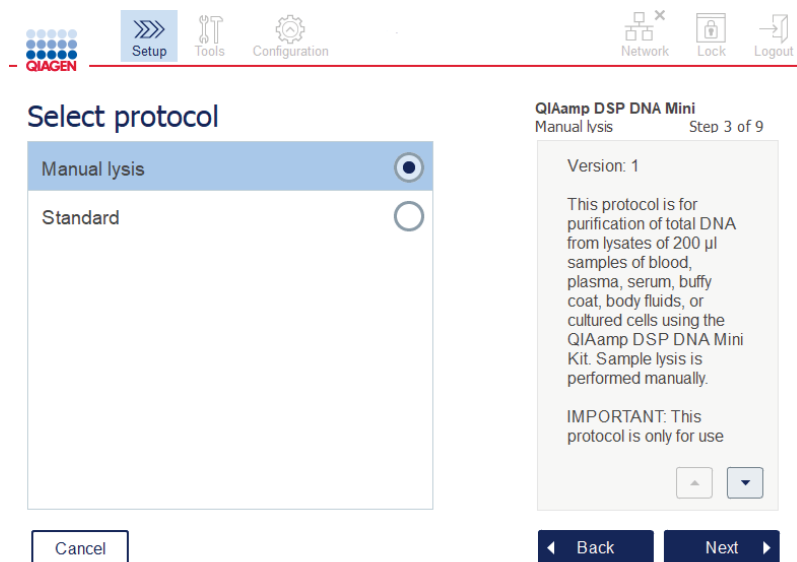 Setup
Tools
Configuration
Network
Lock
Logout
QIAGEN
Select protocol
Manual lysis
Standard
QIAamp DSP DNA Mini
Manual lysis Step 3 of 9
Version: 1
This protocol is for
purification of total DNA
from lysates of 200 µl
samples of blood,
plasma, serum, buffy
coat, body fluids, or
cultured cells using the
QIAamp DSP DNA Mini
Kit. Sample lysis is
performed manually.
IMPORTANT: This
protocol is only for use
Cancel
Back
Next